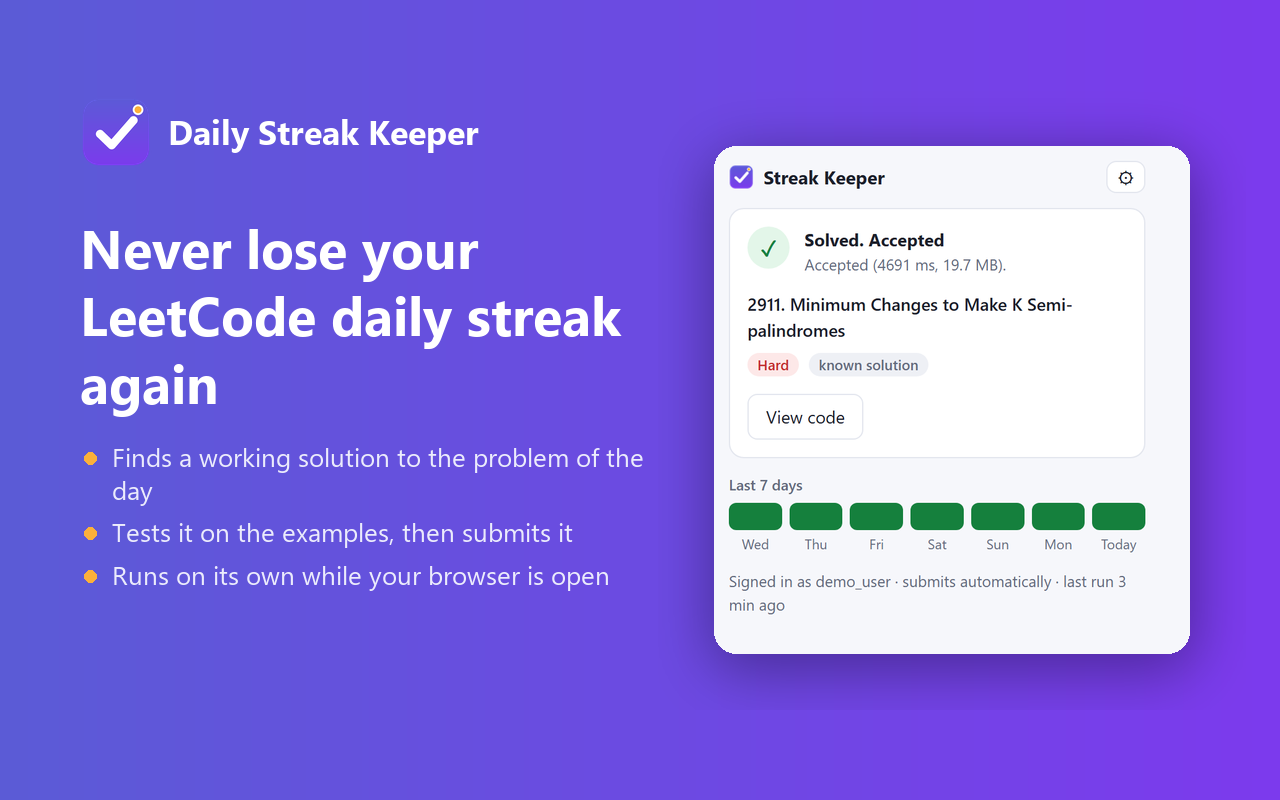 Daily Streak Keeper
Never lose your
LeetCode daily streak
again
Finds a working solution to the problem of the
day
Tests it on the examples, then submits it
Runs on its own while your browser is open
Streak Keeper
Solved. Accepted
Accepted (4691 ms, 19.7 MB).
2911. Minimum Changes to Make K Semi-
palindromes
Hard known solution
View code
Last 7 days
Wed Thu Fri Sat Sun Mon Today
Signed in as demo_user · submits automatically · last run 3
min ago